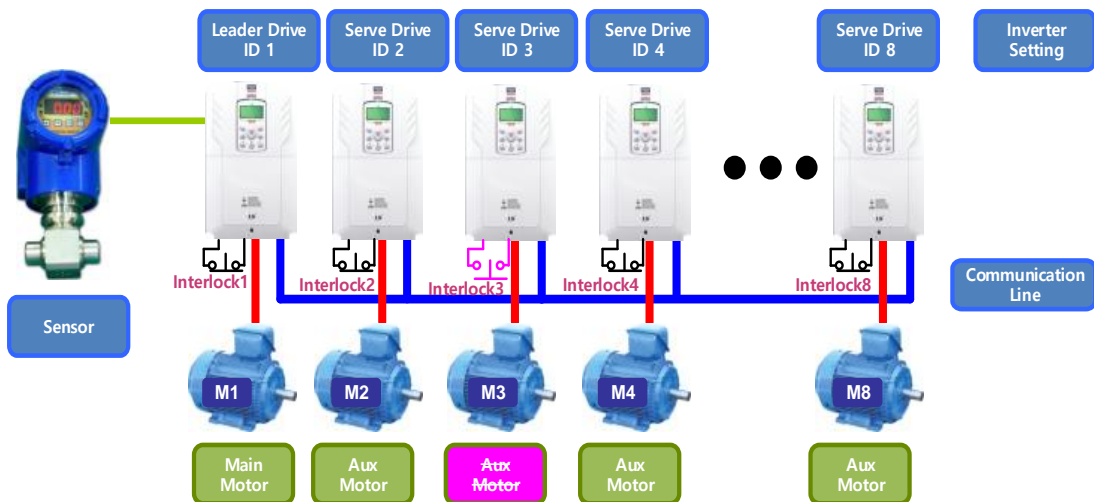 Leader Drive
ID 1
Serve Drive
ID 2
Serve Drive
ID 3
Serve Drive
ID 4
Serve Drive
ID 8
Inverter
Setting
Interlock1
Interlock2
Interlock3
Interlock4
Interlock8
Communication
Line
Sensor
M1
M2
M3
M4
M8
Main
Motor
Aux
Motor
Aux
Motor
Aux
Motor
Aux
Motor